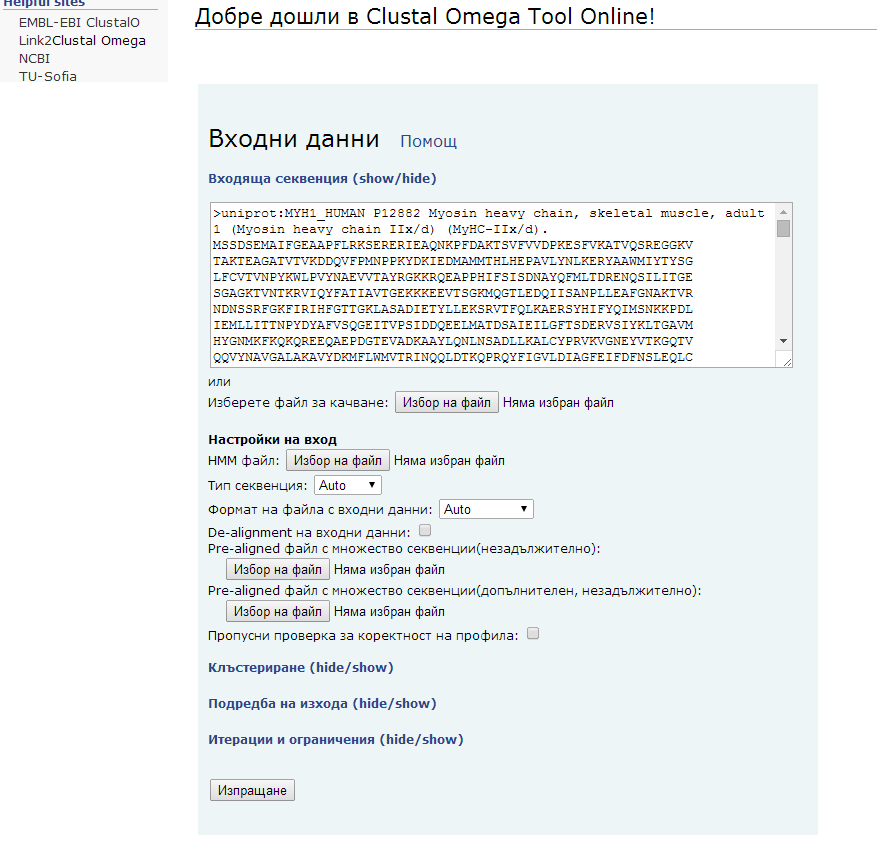 Helpful sites
EMBL-EBI ClustalO
Link2Clustal Omega
NCBI
TU-Sofia
Добре дошли в Clustal Omega Tool Online!
Входни данни Помощ
Входяща секвенция (show/hide)
>uniprot:MYH1_HUMAN P12882 Myosin heavy chain, skeletal muscle, adult
1 (Myosin heavy chain IIx/d) (MyHC-IIx/d).
MSSDSEMAIFGEAAPFLRKSERERIEAQNKPFDAKTSVFVVDPKESFVKATVQSREGGKV
TAKTEAGATVTVKDDQVFPMNPPKYDKIEDMAMMTHLHEPAVLYNLKERYAAWMIYTYSG
LFCVTVNPYKWLPVYNAEVVTAYRGKKRQEAPPHIFSISDNAYQFMLTDRENQSILITGE
SGAGKTVNTKRVIQYFATIAVTGEKKKEEVTSGKMQGTLEDQIISANPLLEAFGNAKTVR
NDNSSRFGKFIRIHFGTTGKLASADIETYLLEKSRVTFQLKAERSYHIFYQIMSNKKPDL
IEMLLITTNPYDYAFVSQGEITVPSIDDQEELMATDSAIEILGFTSDERVSIYKLTGAVM
HYGNMKFKQKQREEQAEPDGTEVADKAAYLQNLNSADLLKALCYPRVKVGNEYVTKGQTV
QQVYNAVGALAKAVYDKMFLWMVTRINQQLDTKQPRQYFIGVLDIAGFEIFDFNSLEQLC
или
Изберете файл за качване: Избор на файл Няма избран файл
Настройки на вход
HMM файл: Избор на файл Няма избран файл
Тип секвенция: Auto
Формат на файла с входни данни: Auto
De-alignment на входни данни:
Pre-aligned файл с множество секвенции(незадължително):
Избор на файл Няма избран файл
Pre-aligned файл с множество секвенции(допълнителен, незадължително):
Избор на файл Няма избран файл
Пропусни проверка за коректност на профила:
Клъстериране (hide/show)
Подредба на изхода (hide/show)
Итерации и ограничения (hide/show)
Изпращане